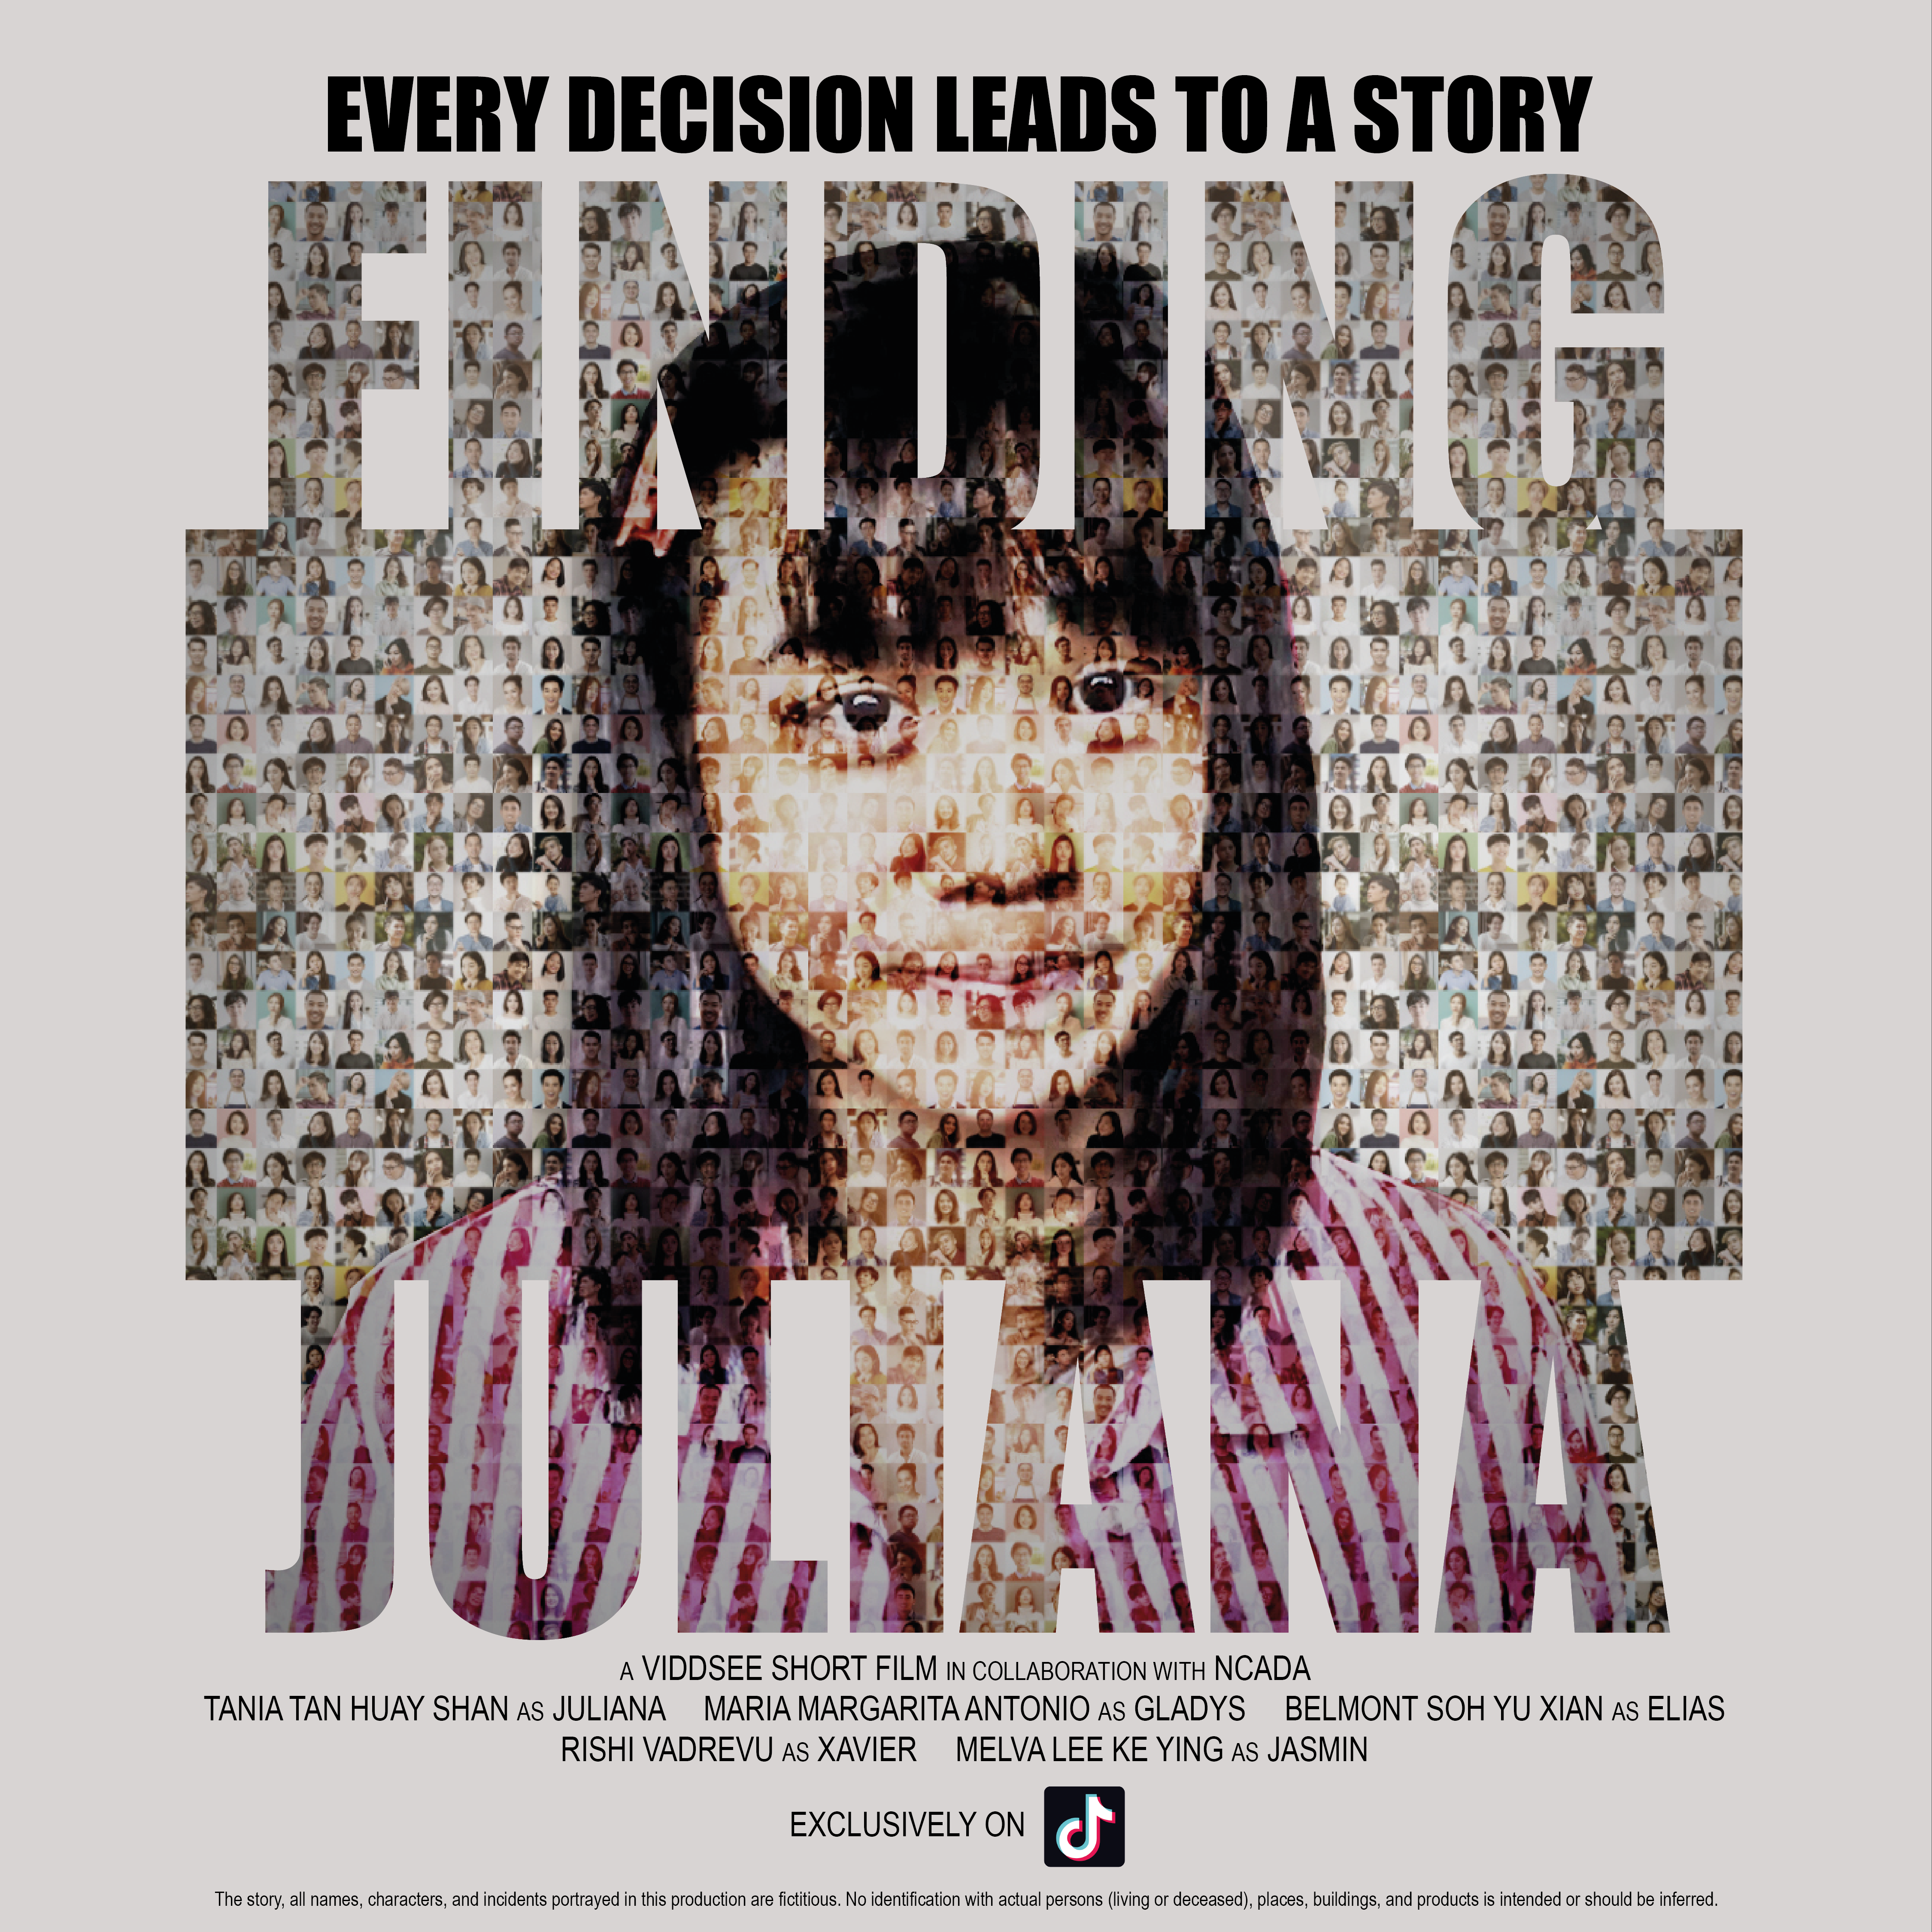 EVERY DECISION LEADS TO A STORY
FINDING
JULIANA
A VIDDSEE SHORT FILM IN COLLABORATION WITH NCADA
TANIA TAN HUAY SHAN AS JULIANA MARIA MARGARITA ANTONIO AS GLADYS BELMONT SOH YU XIAN AS ELIAS
RISHI VADREVU AS XAVIER MELVA LEE KE YING AS JASMIN
EXCLUSIVELY ON
The story, all names, characters, and incidents portrayed in this production are fictitious. No identification with actual persons (living or deceased), places, buildings, and products is intended or should be inferred.